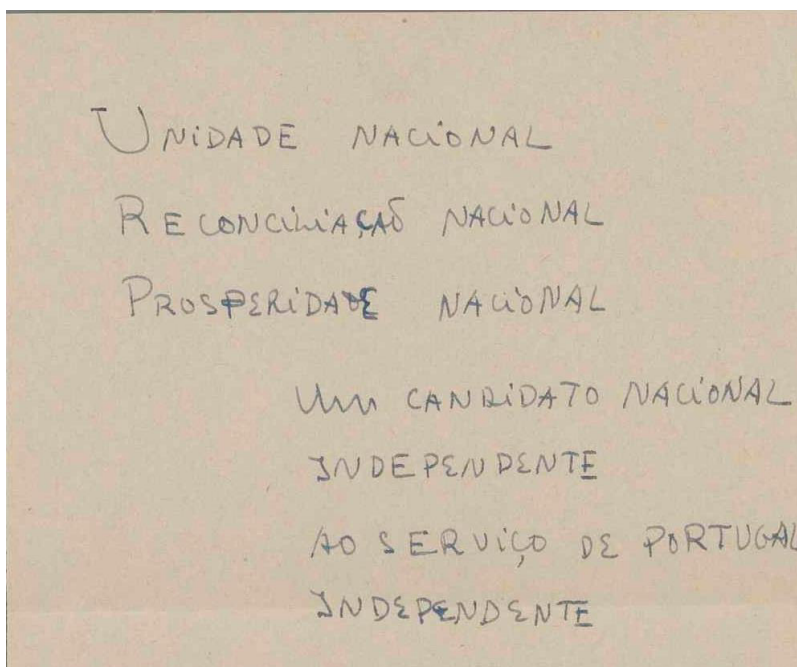 UNIDADE NACIONAL
RECONCILIAÇÃO NACIONAL
PROSPERIDADE NACIONAL
UM CANDIDATO NACIONAL
INDEPENDENTE
AO SERVIÇO DE PORTUGAL
INDEPENDENTE